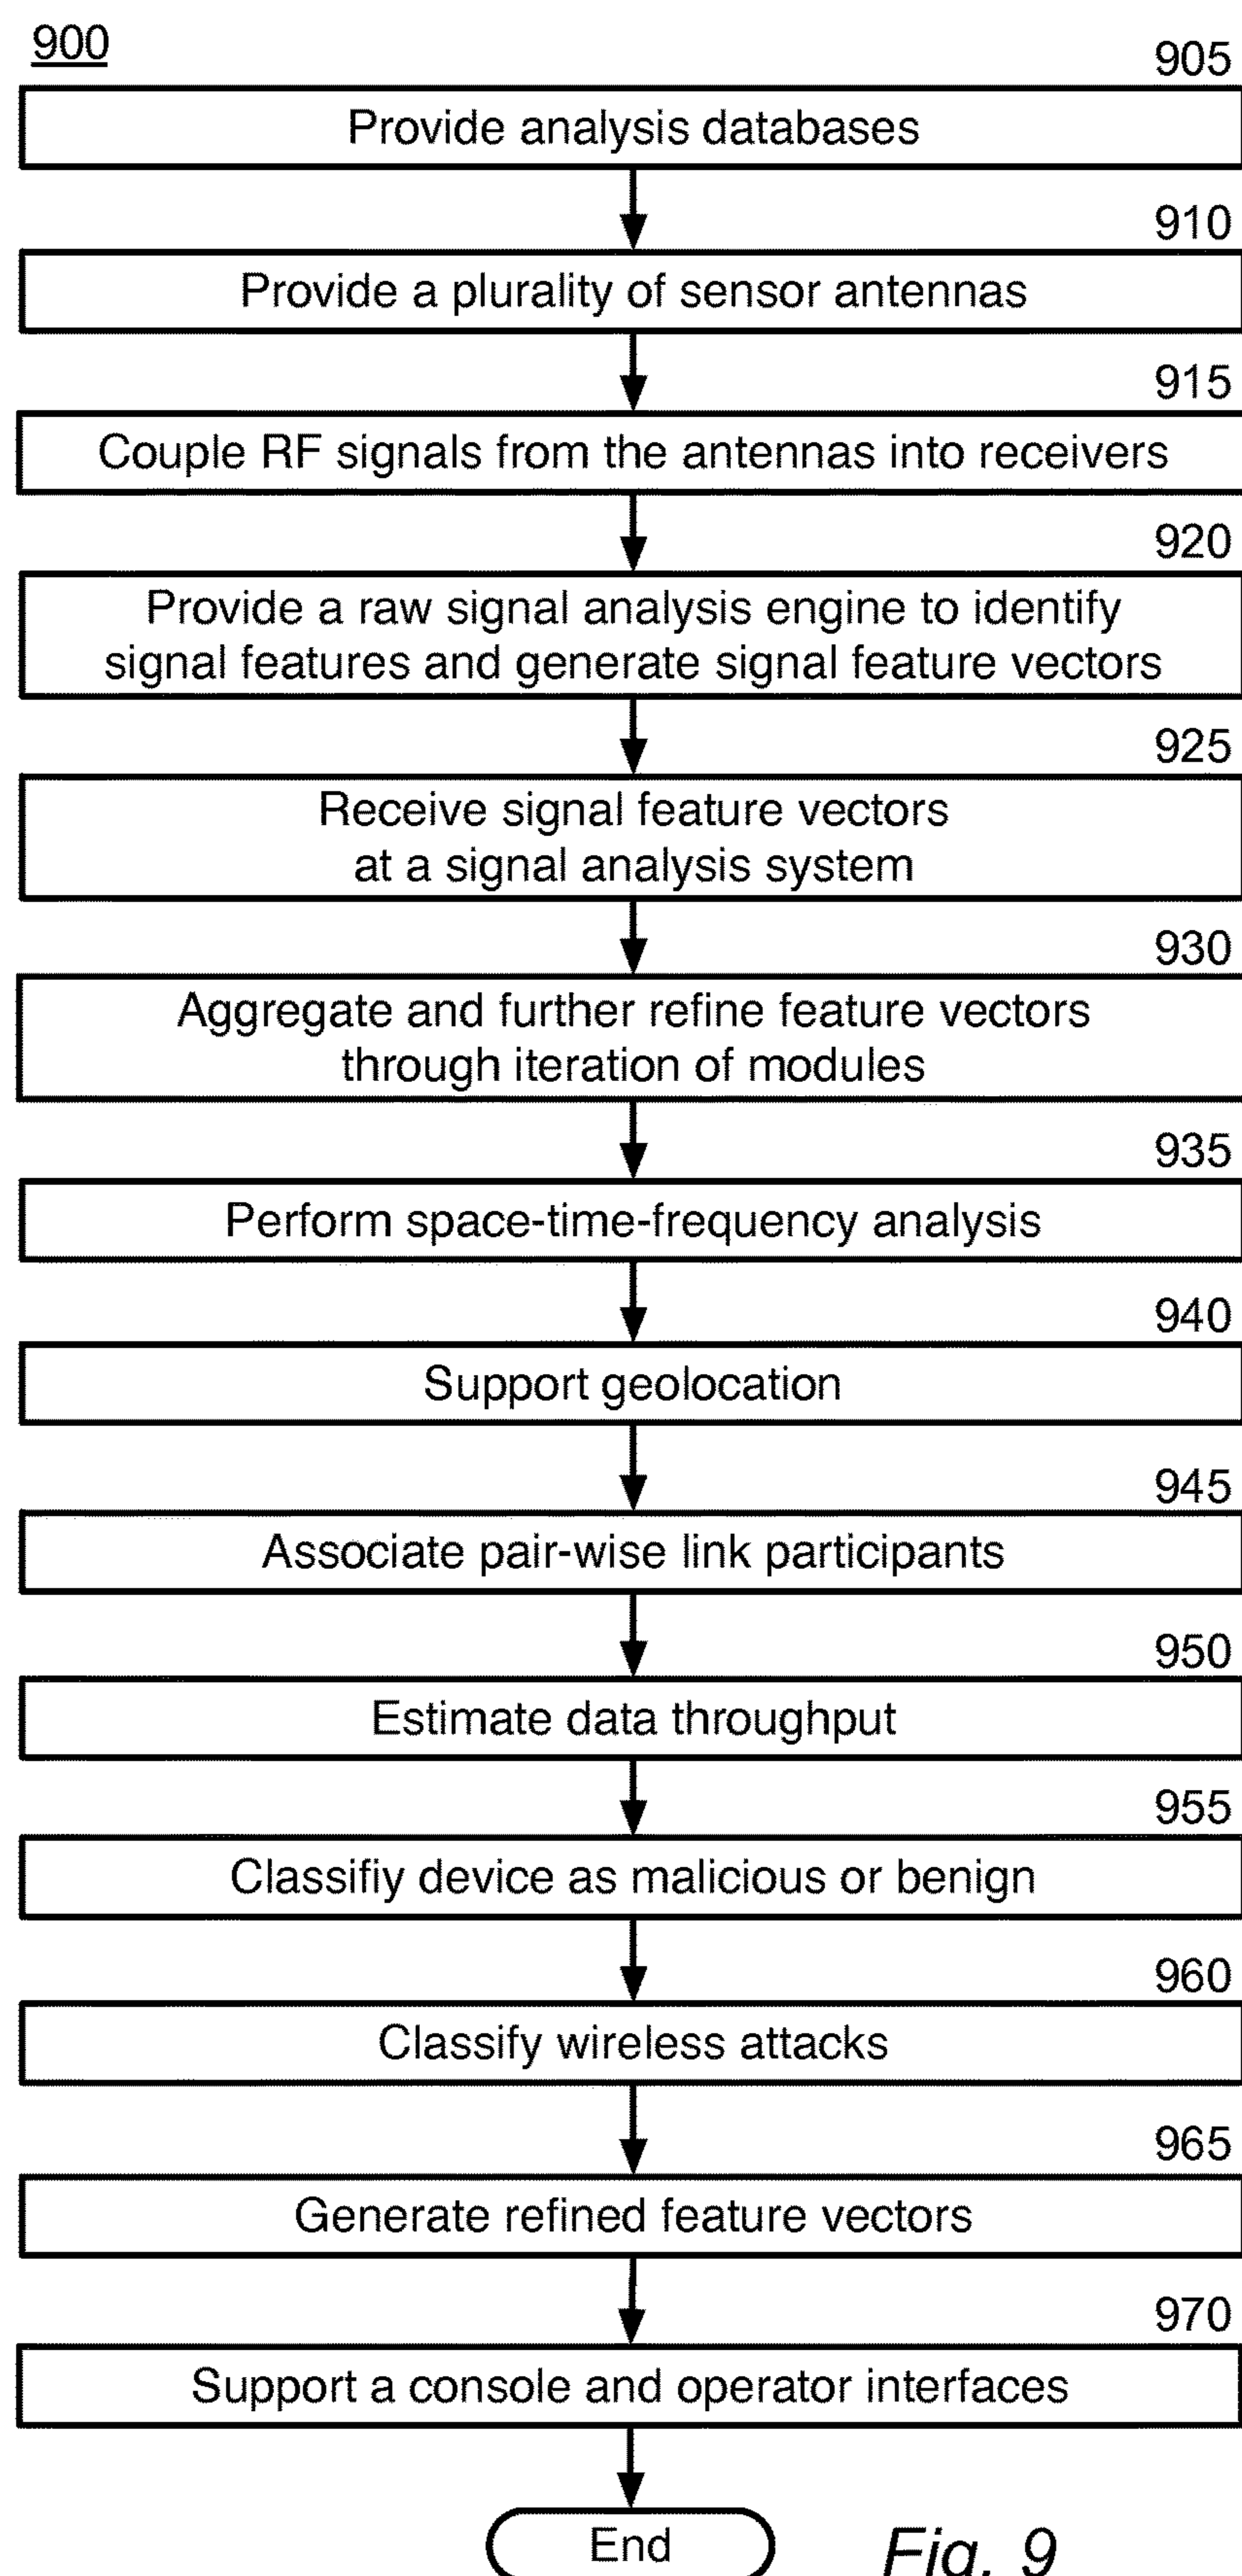 900
905
Provide analysis databases
910
Provide a plurality of sensor antennas
915
Couple RF signals from the antennas into receivers
920
Provide a raw signal analysis engine to identify
signal features and generate signal feature vectors
925
Receive signal feature vectors
at a signal analysis system
930
Aggregate and further refine feature vectors
through iteration of modules
935
Perform space-time-frequency analysis
940
Support geolocation
945
Associate pair-wise link participants
950
Estimate data throughput
955
Classifiy device as malicious or benign
960
Classify wireless attacks
965
Generate refined feature vectors
970
Support a console and operator interfaces
End
Fig. 9